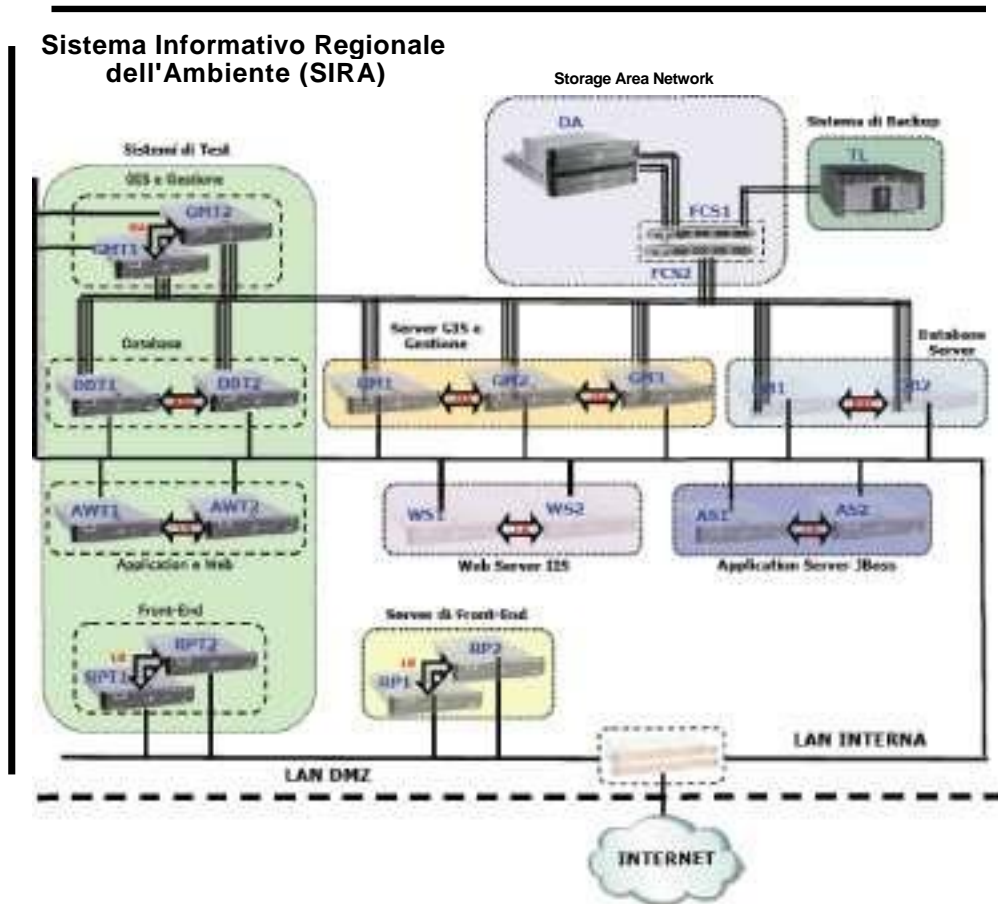 Sistema Informativo Regionale
dell'Ambiente (SIRA)
Storage Area Network
DA
Sistema di Backup
TL
Sistemi di Test
GIS e Gestione
GMT2
GMT1
FCS1
FCS2
Database
Server GIS e
Gestione
Database
Server
DBT1
DBT2
GM1
GM2
GM3
AWT1
AWT2
WS1
WS2
AS1
AS2
Application e Web
Web Server IIS
Application Server JBoss
Front-End
Server di Front-End
RPT2
RPT1
LB
RP2
RP1
LB
LAN INTERNA
LAN DMZ
INTERNET